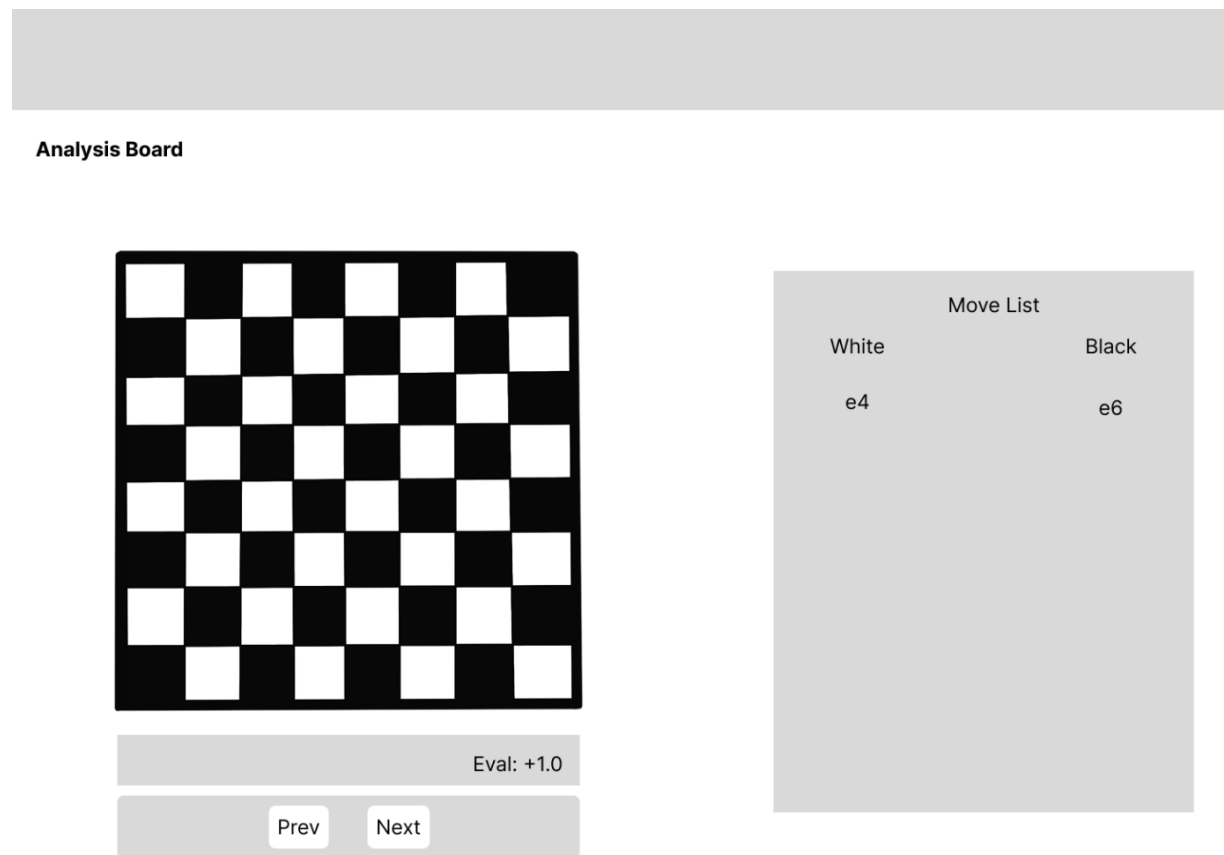 Analysis Board
Move List
White Black
e4 e6
Eval: +1.0
Prev Next